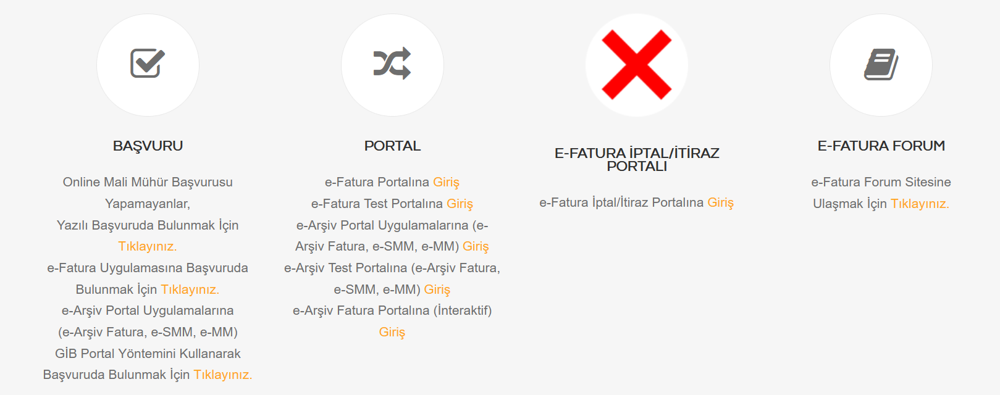 BAŞVURU
Online Mali Mühür Başvurusu
Yapamayanlar,
Yazılı Başvuruda Bulunmak İçin
Tıklayınız.
e-Fatura Uygulamasına Başvuruda
Bulunmak İçin Tıklayınız.
e-Arşiv Portal Uygulamalarına
(e-Arşiv Fatura, e-SMM, e-MM)
GİB Portal Yöntemini Kullanarak
Başvuruda Bulunmak İçin Tıklayınız.
PORTAL
e-Fatura Portalına Giriş
e-Fatura Test Portalına Giriş
e-Arşiv Portal Uygulamalarına (e-
Arşiv Fatura, e-SMM, e-MM) Giriş
e-Arşiv Test Portalına (e-Arşiv Fatura,
e-SMM, e-MM) Giriş
e-Arşiv Fatura Portalına (İnteraktif)
Giriş
E-FATURA İPTAL/İTİRAZ
PORTALI
e-Fatura İptal/İtiraz Portalına Giriş
E-FATURA FORUM
e-Fatura Forum Sitesine
Ulaşmak İçin Tıklayınız.